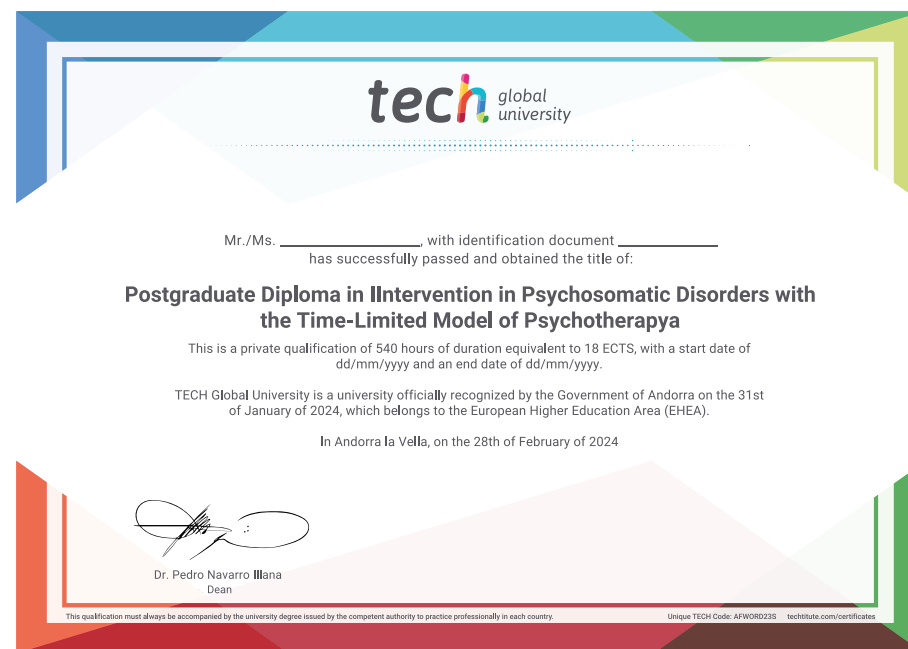 tech global
university
Mr./Ms. ____________________, with identification document ______________
has successfully passed and obtained the title of:
Postgraduate Diploma in IIntervention in Psychosomatic Disorders with
the Time-Limited Model of Psychotherapya
This is a private qualification of 540 hours of duration equivalent to 18 ECTS, with a start date of
dd/mm/yyyy and an end date of dd/mm/yyyy.
TECH Global University is a university officially recognized by the Government of Andorra on the 31st
of January of 2024, which belongs to the European Higher Education Area (EHEA).
In Andorra la Vella, on the 28th of February of 2024
Dr. Pedro Navarro Illana
Dean
This qualification must always be accompanied by the university degree issued by the competent authority to practice professionally in each country.
Unique TECH Code: AFWORD23S techtitute.com/certificates